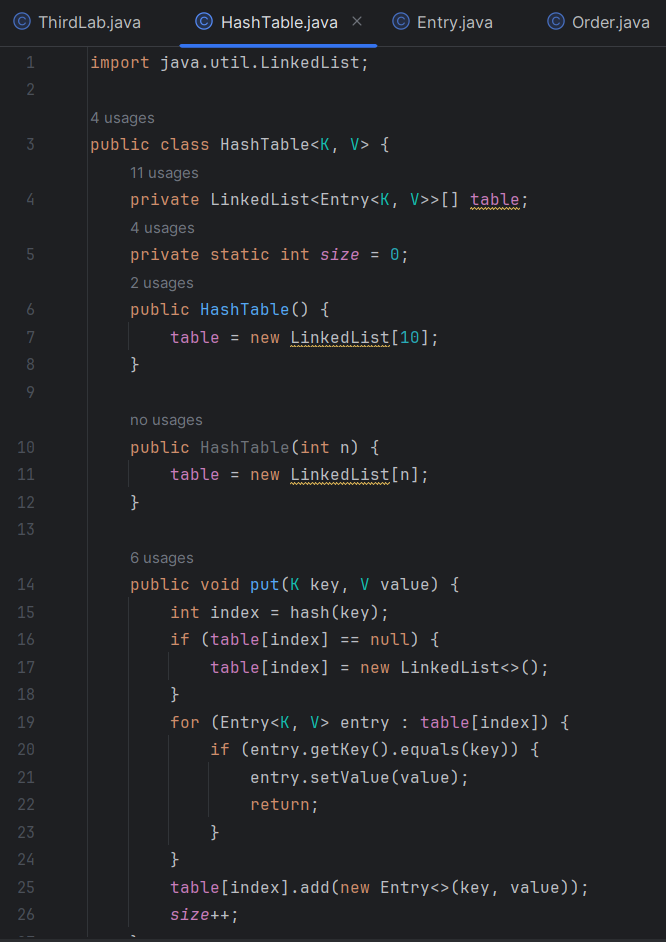 ThirdLab.java HashTable.java Entry.java Order.java
1 import java.util.LinkedList;
2
4 usages
3 public class HashTable<K, V> {
11 usages
4 private LinkedList<Entry<K, V>>[] table;
4 usages
5 private static int size = 0;
2 usages
6 public HashTable() {
7 table = new LinkedList[10];
8 }
9
no usages
10 public HashTable(int n) {
11 table = new LinkedList[n];
12 }
13
6 usages
14 public void put(K key, V value) {
15 int index = hash(key);
16 if (table[index] == null) {
17 table[index] = new LinkedList<>();
18 }
19 for (Entry<K, V> entry : table[index]) {
20 if (entry.getKey().equals(key)) {
21 entry.setValue(value);
22 return;
23 }
24 }
25 table[index].add(new Entry<>(key, value));
26 size++;